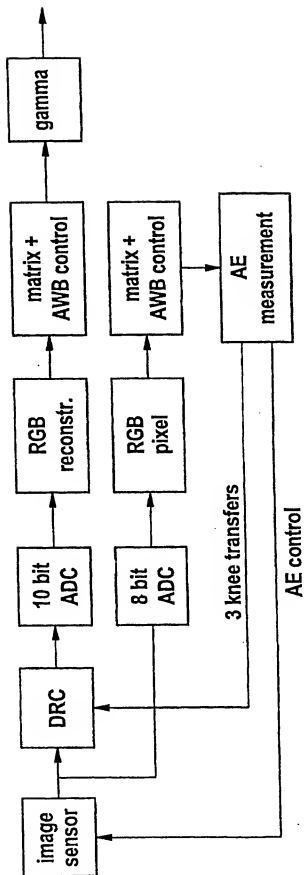 image
sensor
DRC
10 bit
ADC
RGB
reconstr.
matrix +
AWB control
gamma
8 bit
ADC
RGB
pixel
matrix +
AWB control
AE
measurement
3 knee transfers
AE control